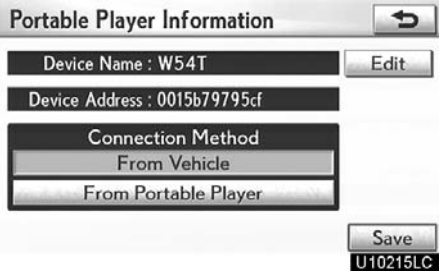 Portable Player Information
Device Name : W54T
Edit
Device Address : 0015b79795cf
Connection Method
From Vehicle
From Portable Player
Save
U10215LC